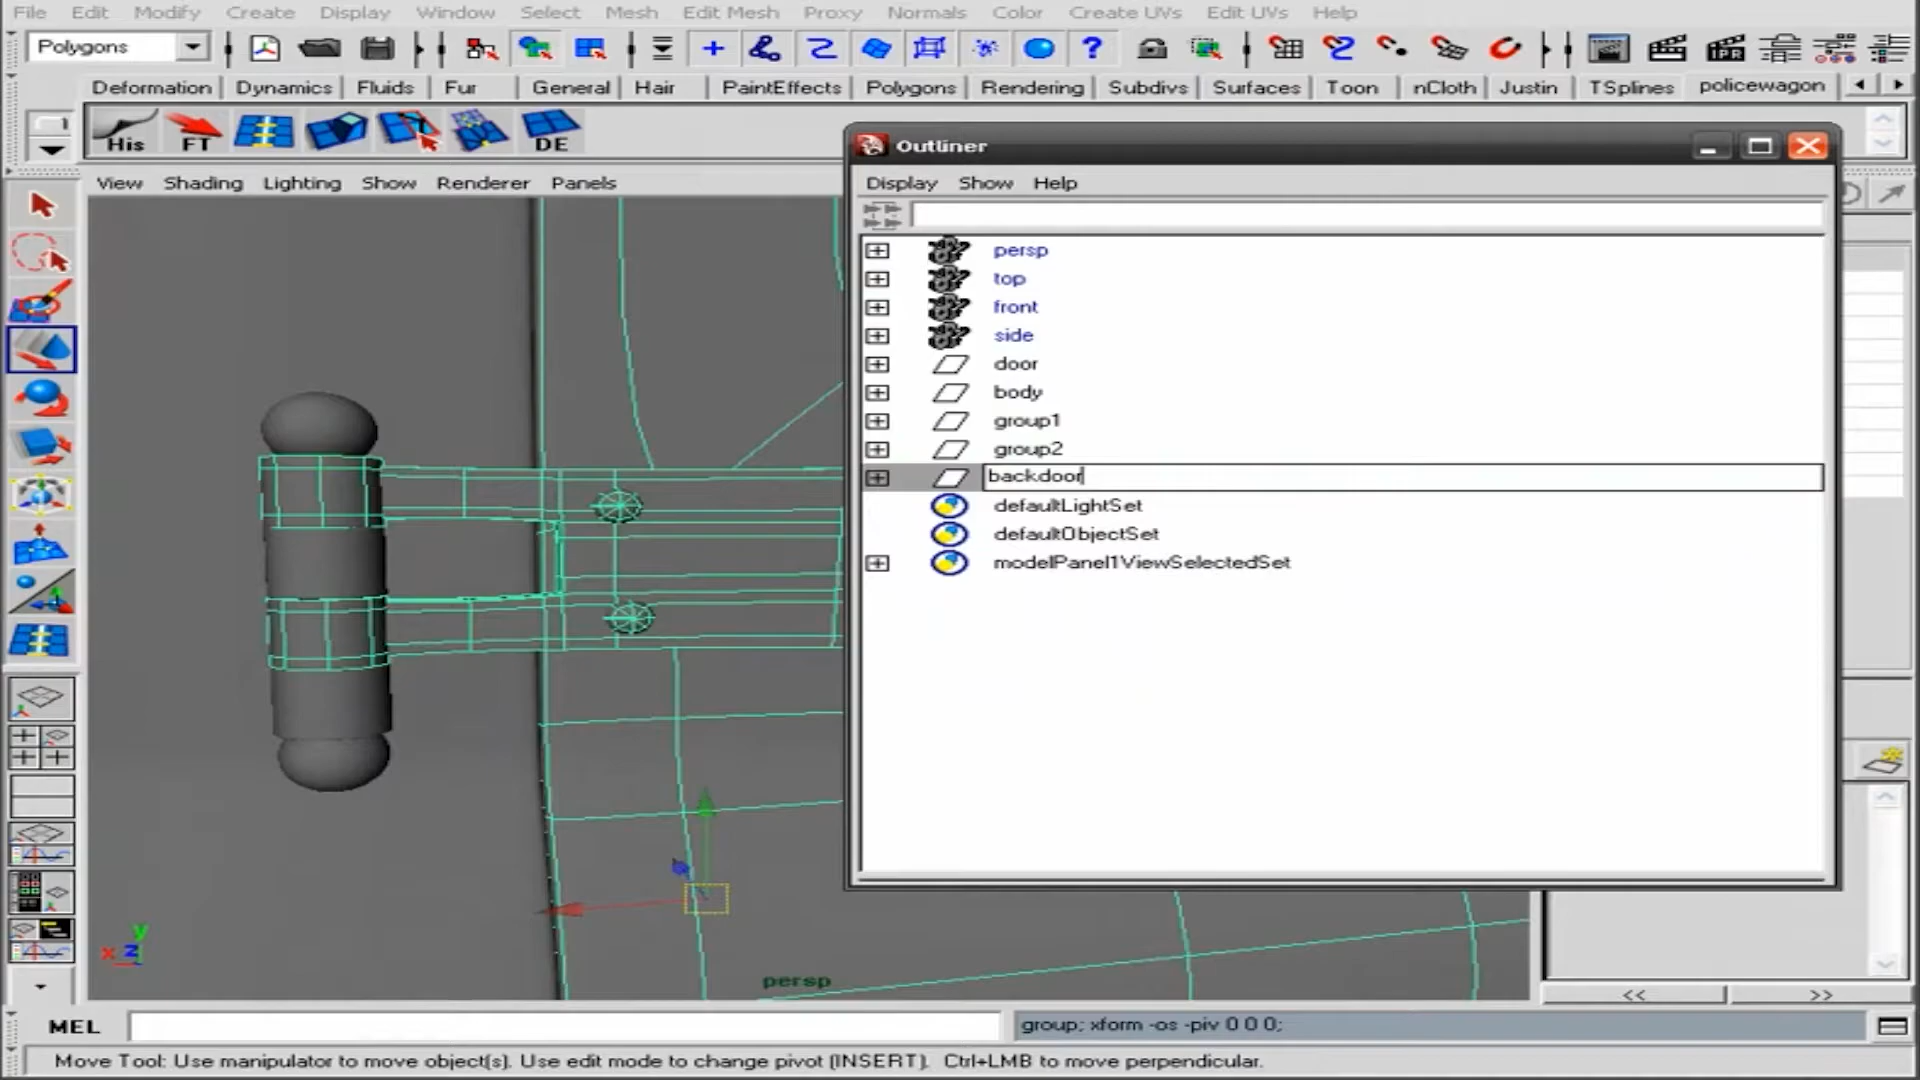 File Edit Modify Create Display Window Select Mesh Edit Mesh Proxy Normals Color Create UVs Edit UVs Help
Polygons
Deformation Dynamics Fluids Fur General Hair PaintEffects Polygons Rendering Subdivs Surfaces Toon nCloth Justin TSplines policewagon
His FT DE
Outliner
View Shading Lighting Show Renderer Panels
Display Show Help
persp
top
front
side
door
body
group1
group2
backdoor
defaultLightSet
defaultObjectSet
modelPanel1ViewSelectedSet
y
x z
persp
<< >>
MEL
group; xform -os -piv 0 0 0;
Move Tool: Use manipulator to move object(s). Use edit mode to change pivot (INSERT). Ctrl+LMB to move perpendicular.